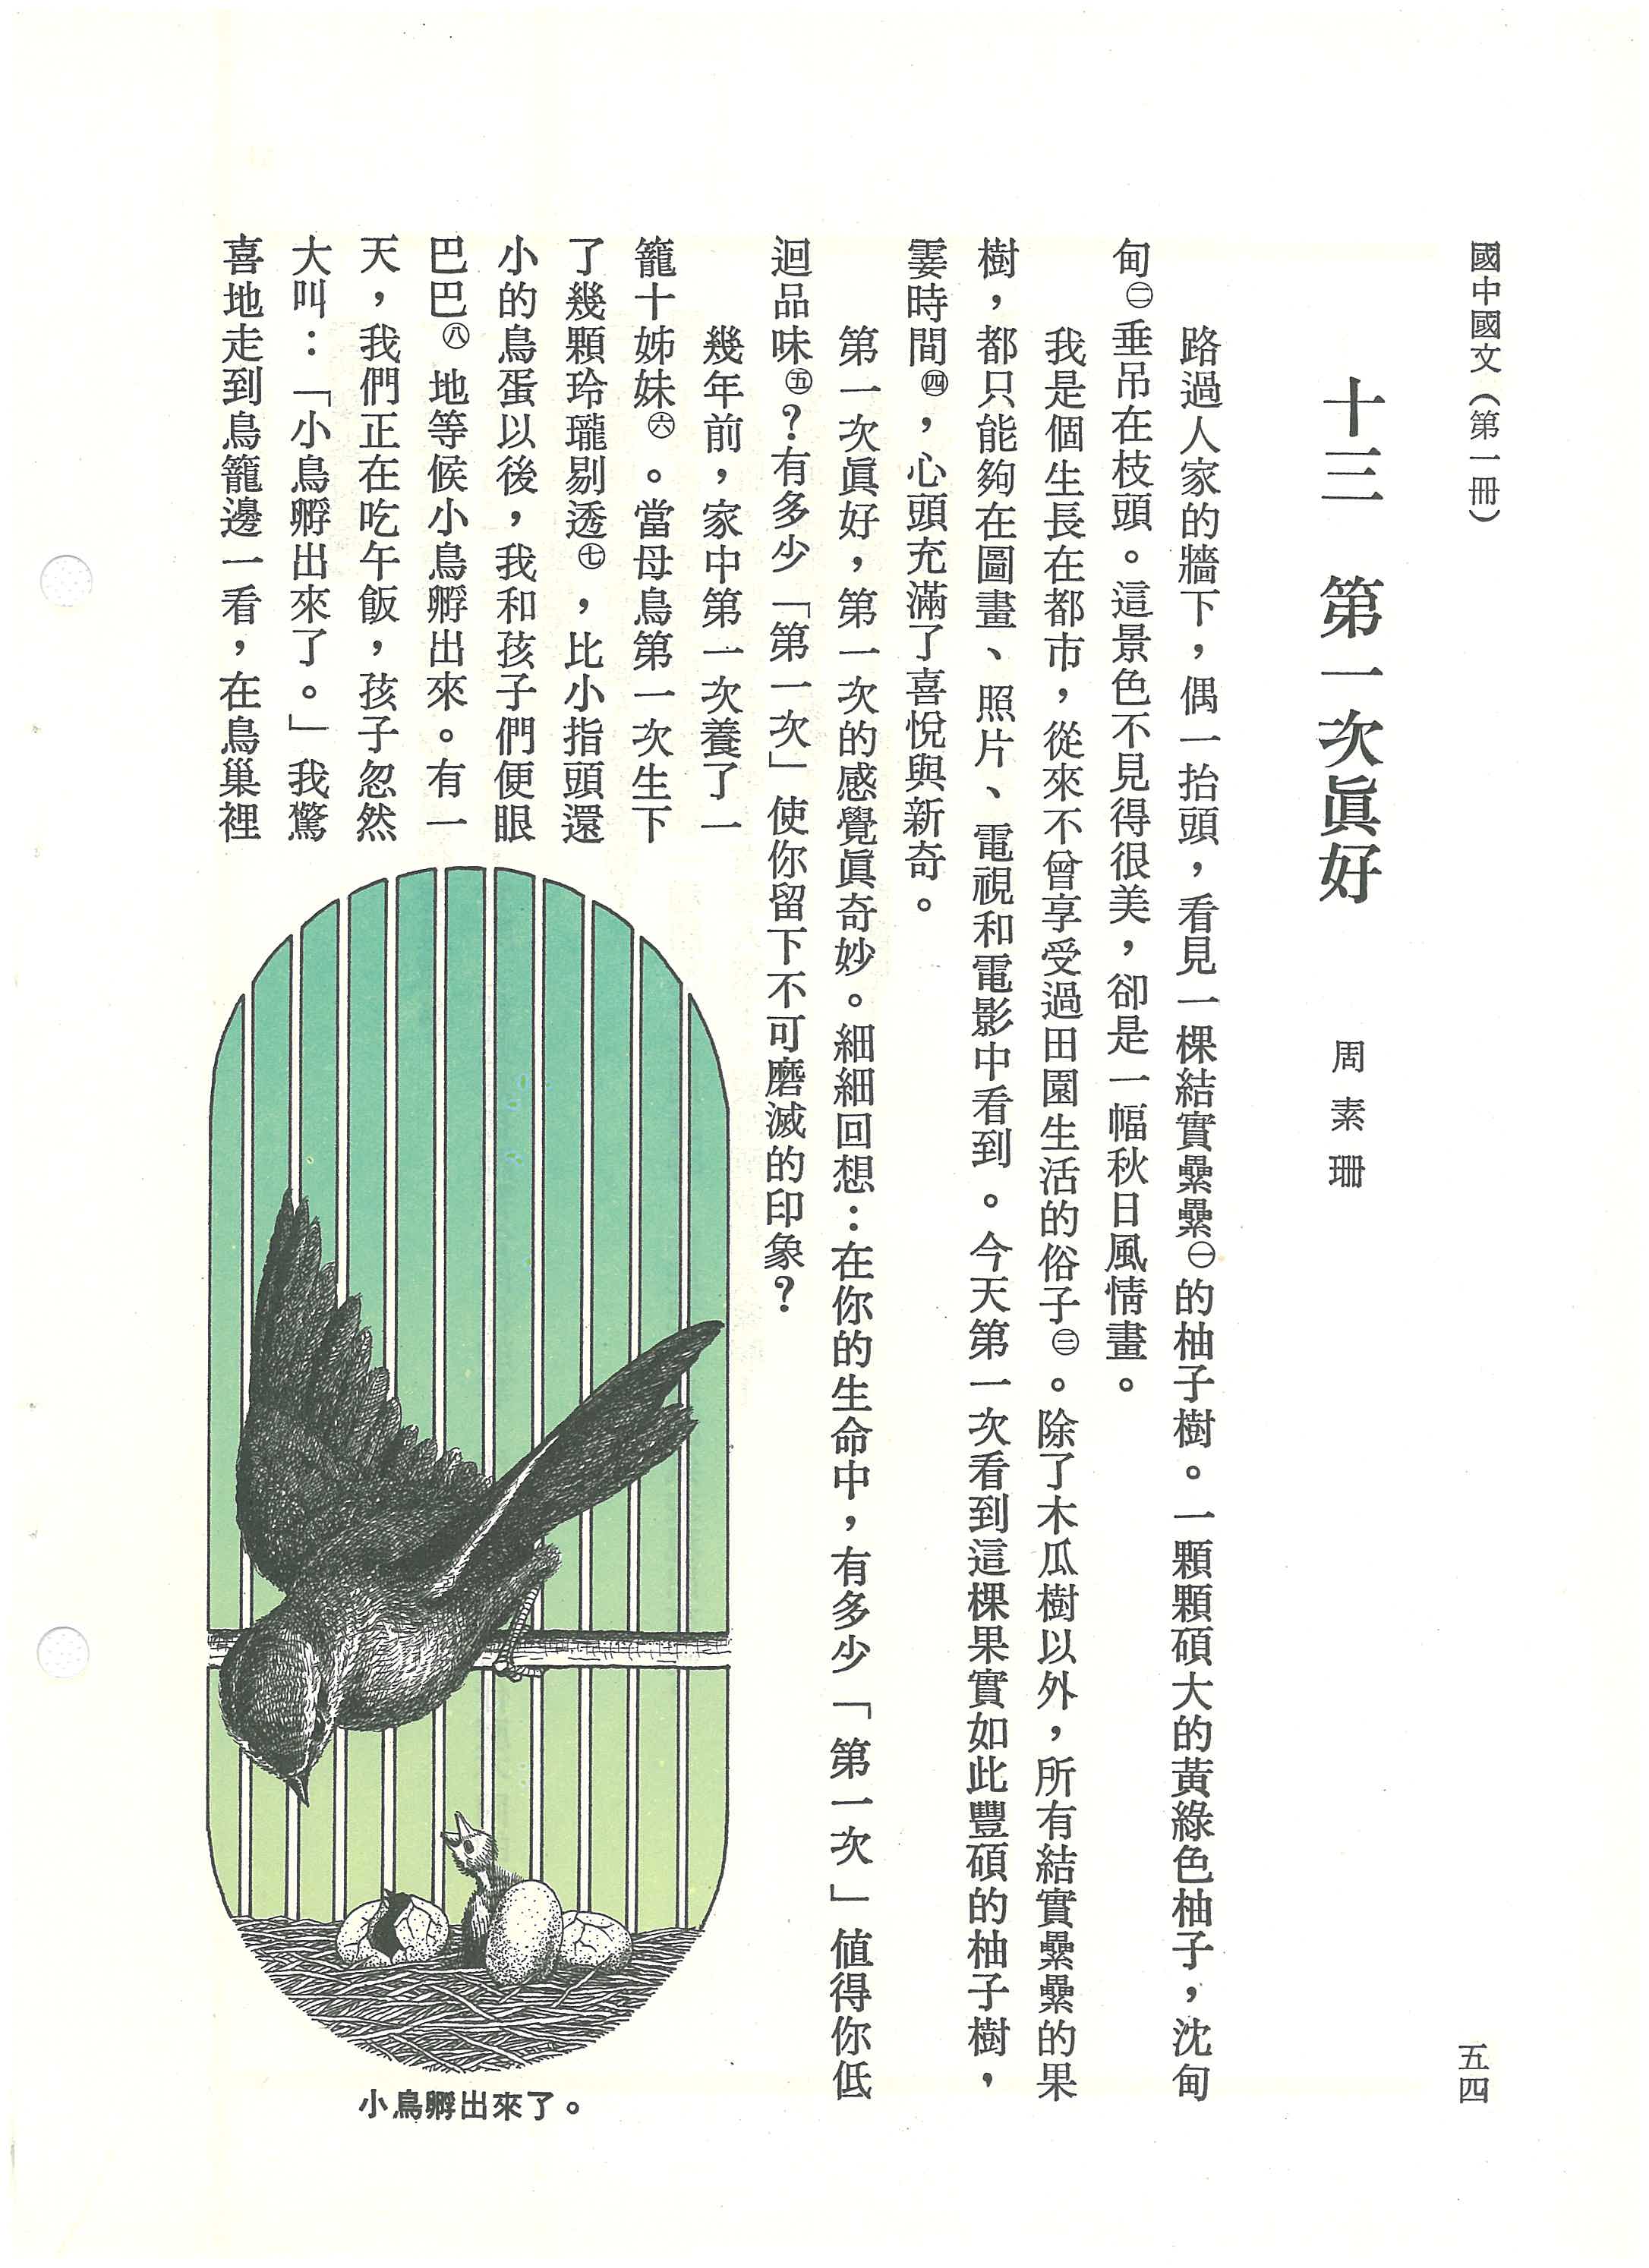 國中國文（第一冊）
五四
十三　第一次眞好
周素珊
路過人家的牆下，偶一抬頭，看見一棵結實纍纍㊀的柚子樹。一顆顆碩大的黃綠色柚子，沈甸
甸㊁垂吊在枝頭。這景色不見得很美，卻是一幅秋日風情畫。
我是個生長在都市，從來不曾享受過田園生活的俗子㊂。除了木瓜樹以外，所有結實纍纍的果
樹，都只能夠在圖畫、照片、電視和電影中看到。今天第一次看到這棵果實如此豐碩的柚子樹，
霎時間㊃，心頭充滿了喜悅與新奇。
第一次眞好，第一次的感覺眞奇妙。細細回想：在你的生命中，有多少「第一次」値得你低
迴品味㊄？有多少「第一次」使你留下不可磨滅的印象？
幾年前，家中第一次養了一
籠十姊妹㊅。當母鳥第一次生下
了幾顆玲瓏剔透㊆，比小指頭還
小的鳥蛋以後，我和孩子們便眼
巴巴㊇地等候小鳥孵出來。有一
天，我們正在吃午飯，孩子忽然
大叫：「小鳥孵出來了。」我驚
喜地走到鳥籠邊一看，在鳥巢裡
小鳥孵出來了。